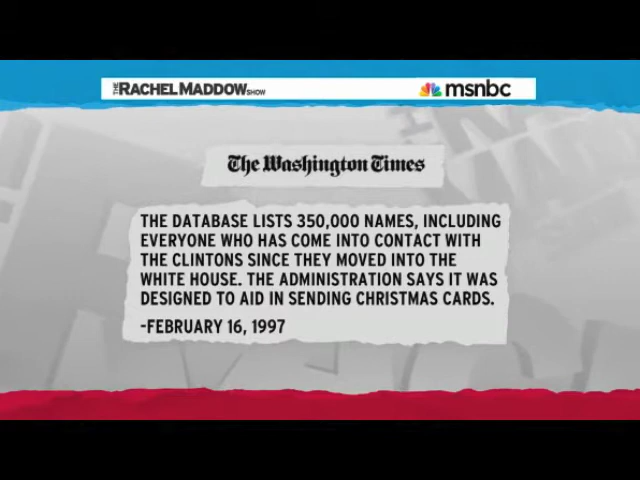 THE RACHEL MADDOW SHOW
msnbc
The Washington Times
THE DATABASE LISTS 350,000 NAMES, INCLUDING
EVERYONE WHO HAS COME INTO CONTACT WITH
THE CLINTONS SINCE THEY MOVED INTO THE
WHITE HOUSE. THE ADMINISTRATION SAYS IT WAS
DESIGNED TO AID IN SENDING CHRISTMAS CARDS.
-FEBRUARY 16, 1997